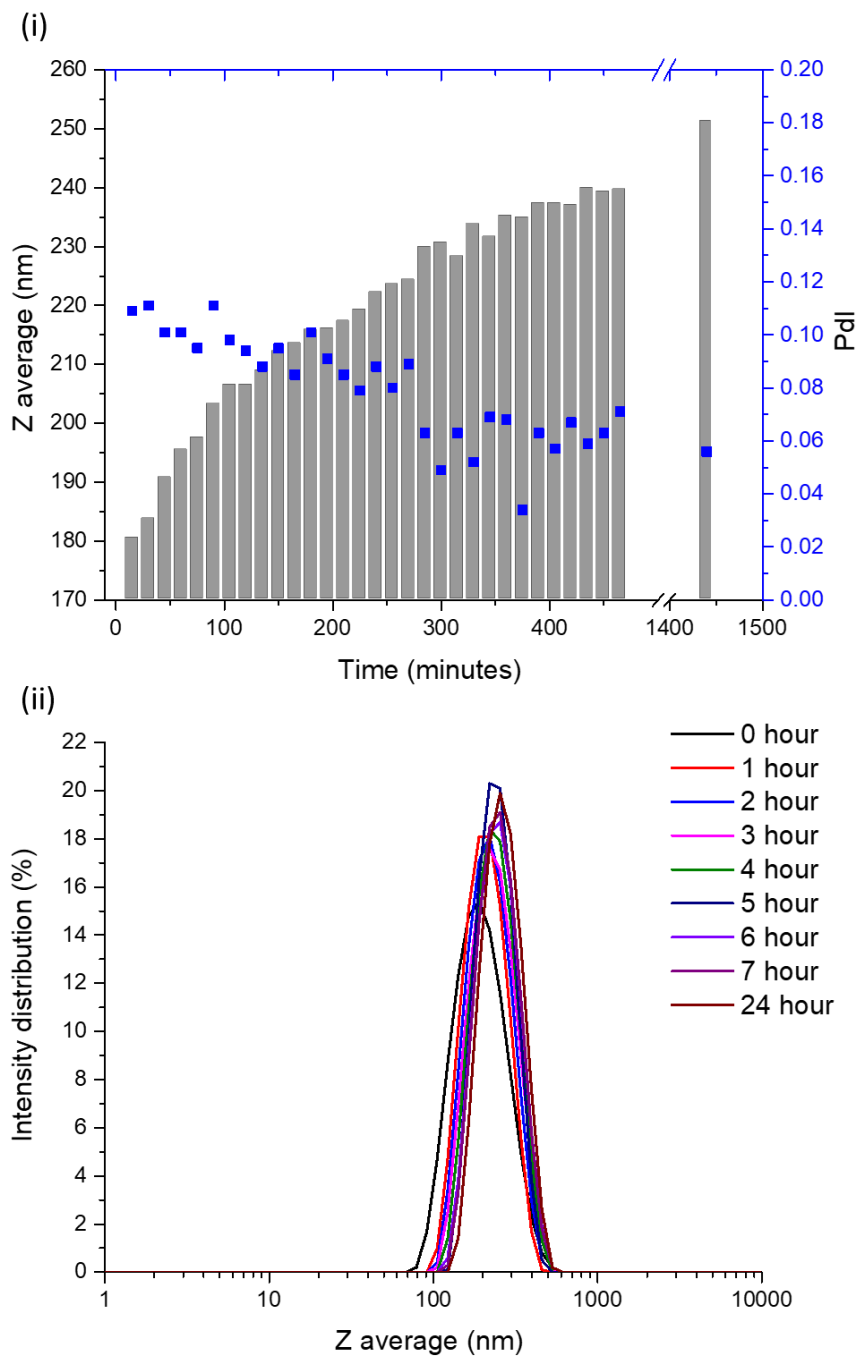 (i)
260
250
240
230
220
210
200
190
180
170
Z average (nm)
0.20
0.18
0.16
0.14
0.12
0.10
0.08
0.06
0.04
0.02
0.00
PdI
0 100 200 300 400 1400 1500
Time (minutes)
(ii)
22
20
18
16
14
12
10
8
6
4
2
0
Intensity distribution (%)
0 hour
1 hour
2 hour
3 hour
4 hour
5 hour
6 hour
7 hour
24 hour
1 10 100 1000 10000
Z average (nm)